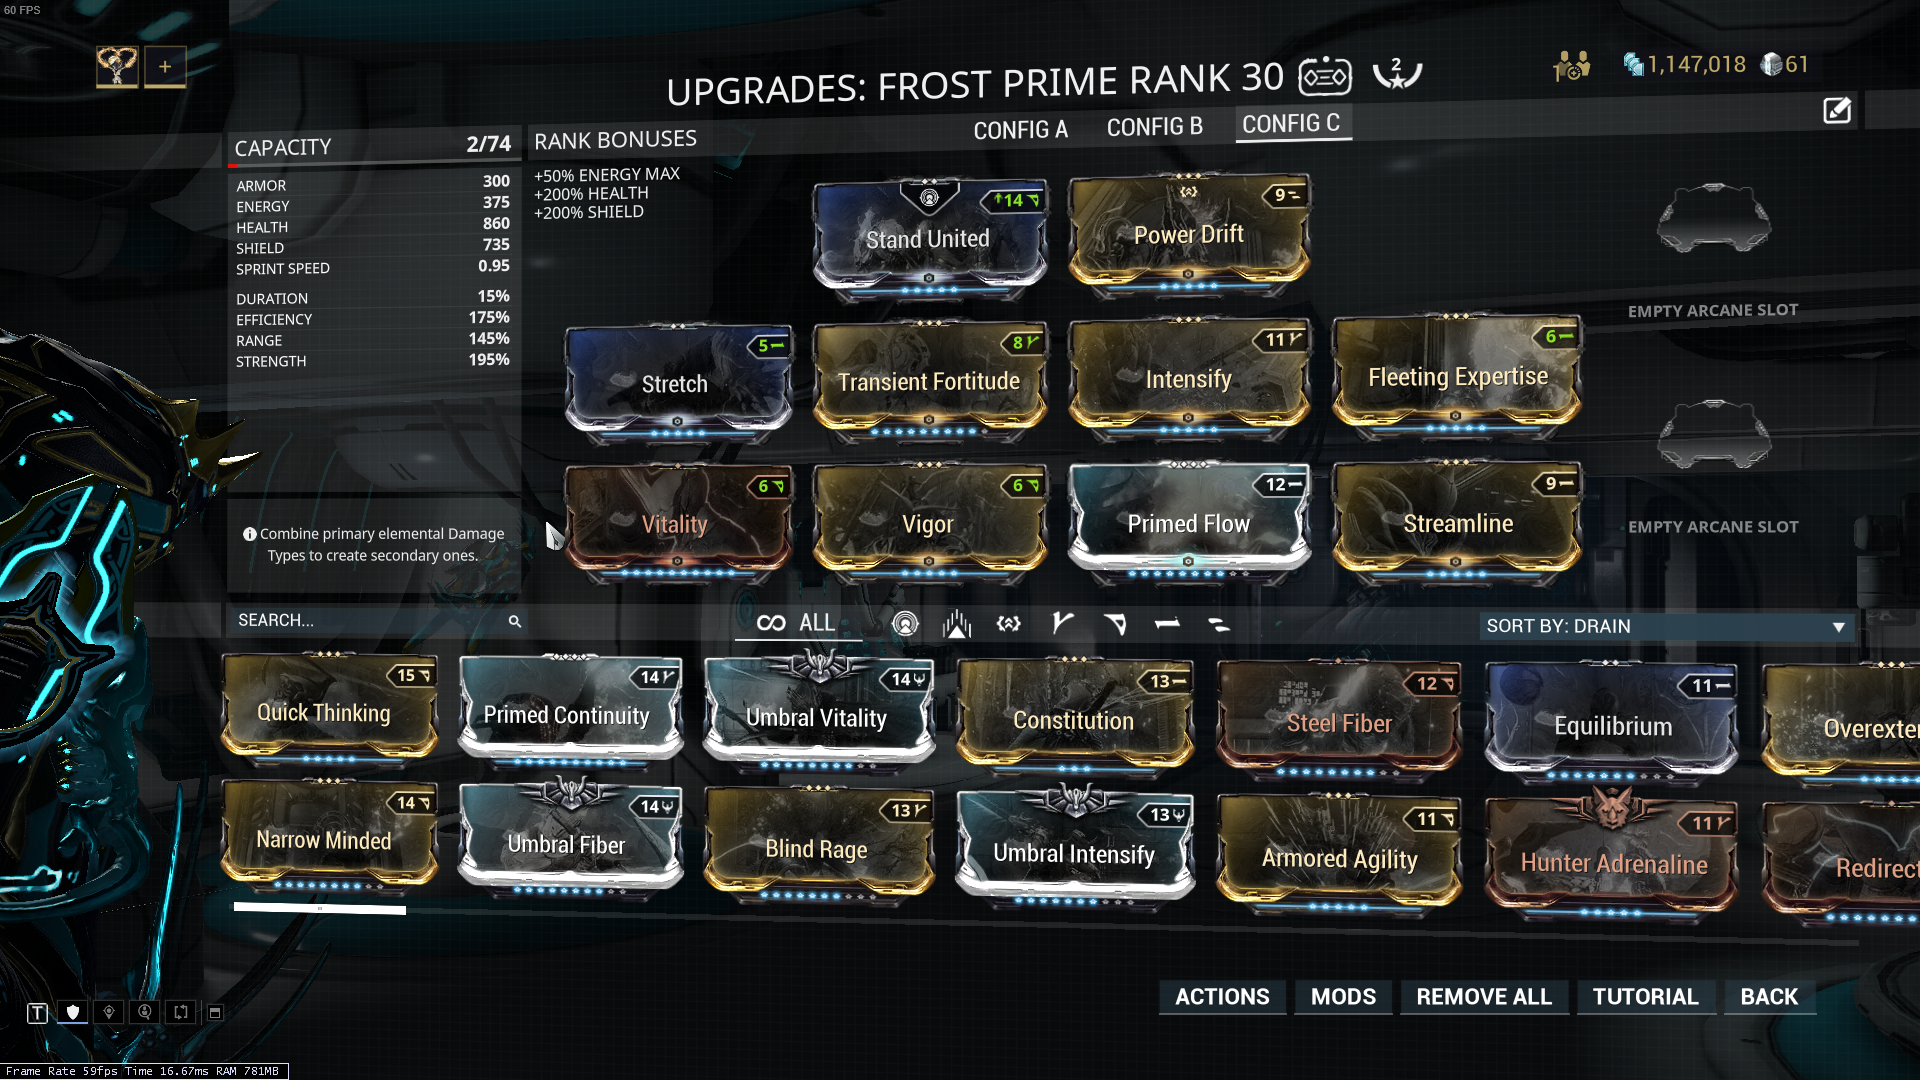 60 FPS
UPGRADES: FROST PRIME RANK 30
2
1,147,018
61
CONFIG A
CONFIG B
CONFIG C
CAPACITY 2/74
ARMOR 300
ENERGY 375
HEALTH 860
SHIELD 735
SPRINT SPEED 0.95
DURATION 15%
EFFICIENCY 175%
RANGE 145%
STRENGTH 195%
RANK BONUSES
+50% ENERGY MAX
+200% HEALTH
+200% SHIELD
14
Stand United
9
Power Drift
5
Stretch
8
Transient Fortitude
11
Intensify
6
Fleeting Expertise
6
Vitality
6
Vigor
12
Primed Flow
9
Streamline
EMPTY ARCANE SLOT
EMPTY ARCANE SLOT
Combine primary elemental Damage
Types to create secondary ones.
SEARCH...
ALL
SORT BY: DRAIN
15
Quick Thinking
14
Primed Continuity
14
Umbral Vitality
13
Constitution
12
Steel Fiber
11
Equilibrium
Overexter
14
Narrow Minded
14
Umbral Fiber
13
Blind Rage
13
Umbral Intensify
11
Armored Agility
11
Hunter Adrenaline
Redirect
T
ACTIONS
MODS
REMOVE ALL
TUTORIAL
BACK
Frame Rate 59fps Time 16.67ms RAM 781MB